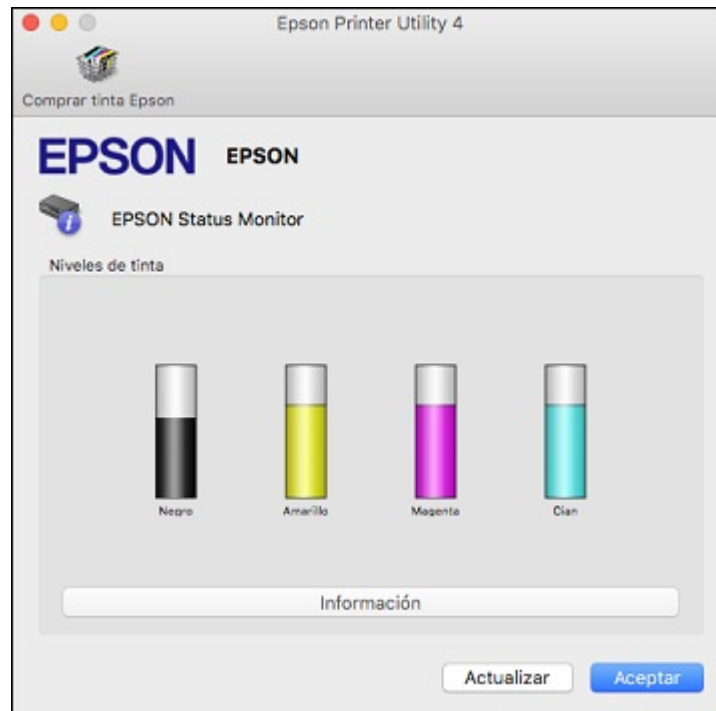 Epson Printer Utility 4
Comprar tinta Epson
EPSON EPSON
EPSON Status Monitor
Niveles de tinta
Negro Amarillo Magenta Cian
Información
Actualizar Aceptar